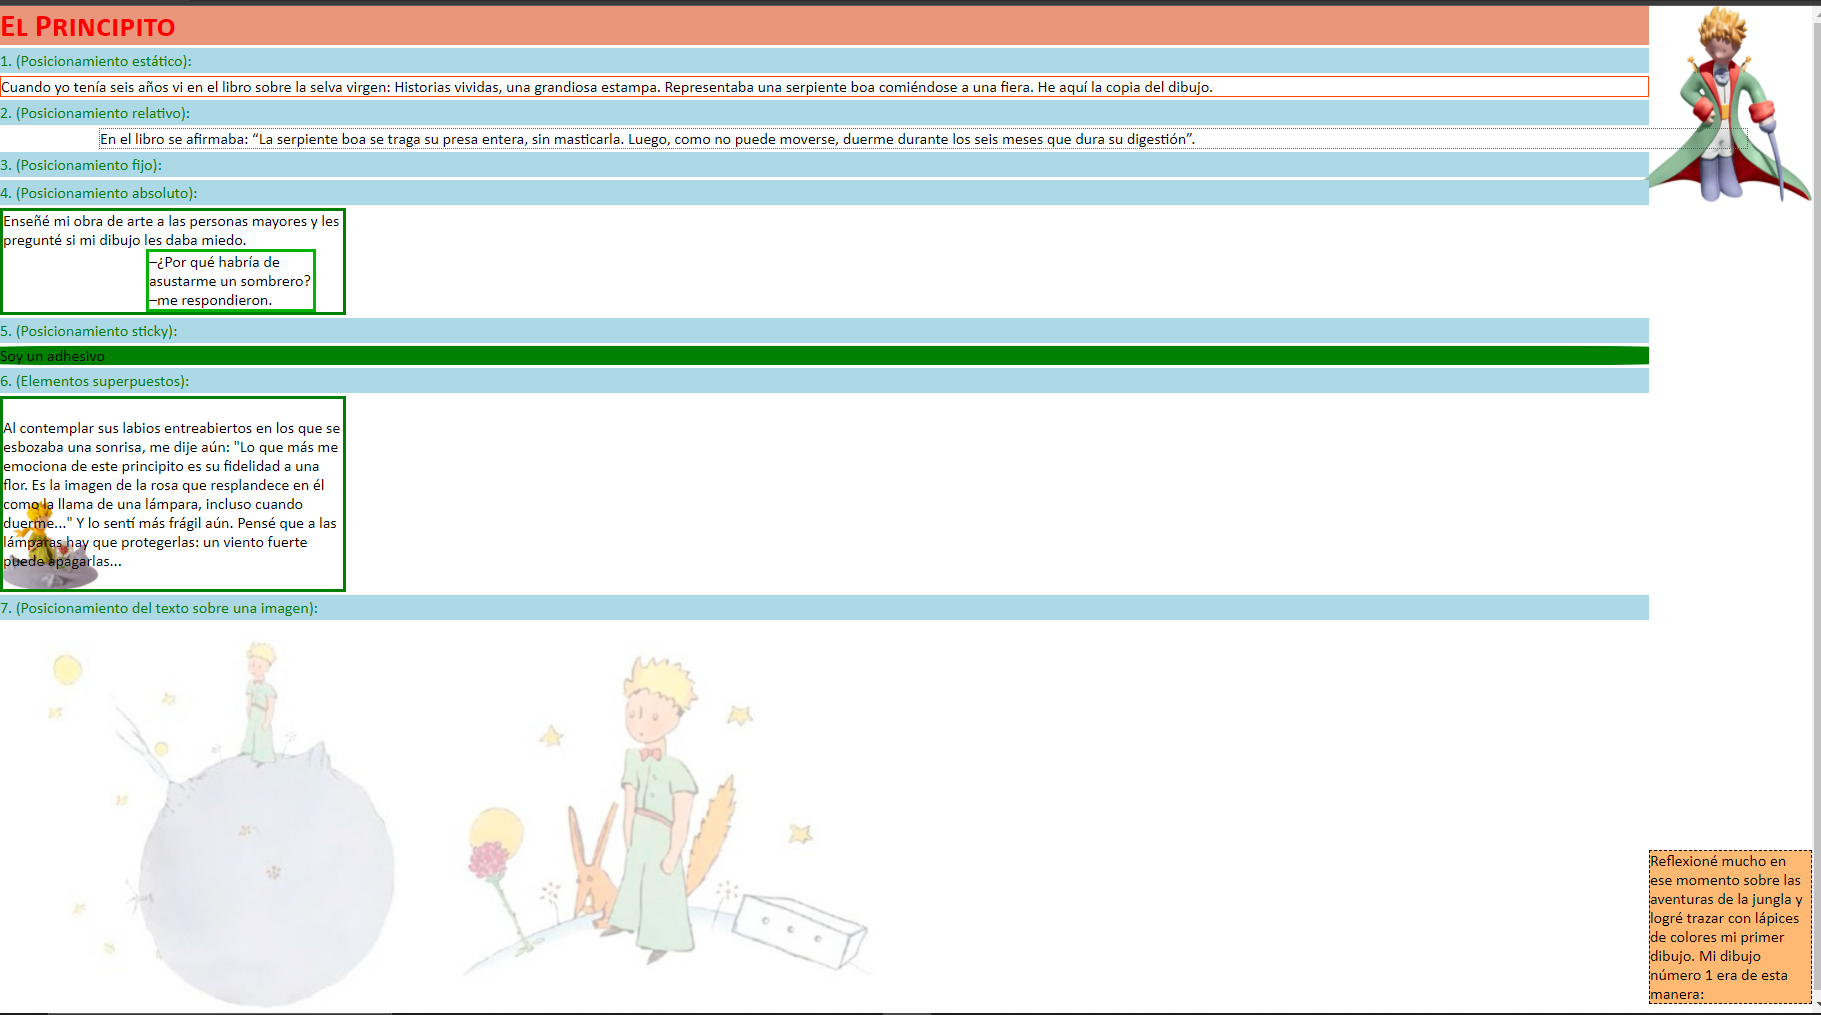 El Principito
1. (Posicionamiento estático):
Cuando yo tenía seis años vi en el libro sobre la selva virgen: Historias vividas, una grandiosa estampa. Representaba una serpiente boa comiéndose a una fiera. He aquí la copia del dibujo.
2. (Posicionamiento relativo):
En el libro se afirmaba: “La serpiente boa se traga su presa entera, sin masticarla. Luego, como no puede moverse, duerme durante los seis meses que dura su digestión”.
3. (Posicionamiento fijo):
4. (Posicionamiento absoluto):
Enseñé mi obra de arte a las personas mayores y les
pregunté si mi dibujo les daba miedo.
–¿Por qué habría de
asustarme un sombrero?
–me respondieron.
5. (Posicionamiento sticky):
Soy un adhesivo
6. (Elementos superpuestos):
Al contemplar sus labios entreabiertos en los que se
esbozaba una sonrisa, me dije aún: "Lo que más me
emociona de este principito es su fidelidad a una
flor. Es la imagen de la rosa que resplandece en él
como la llama de una lámpara, incluso cuando
duerme..." Y lo sentí más frágil aún. Pensé que a las
lámparas hay que protegerlas: un viento fuerte
puede apagarlas...
7. (Posicionamiento del texto sobre una imagen):
Reflexioné mucho en
ese momento sobre las
aventuras de la jungla y
logré trazar con lápices
de colores mi primer
dibujo. Mi dibujo
número 1 era de esta
manera: